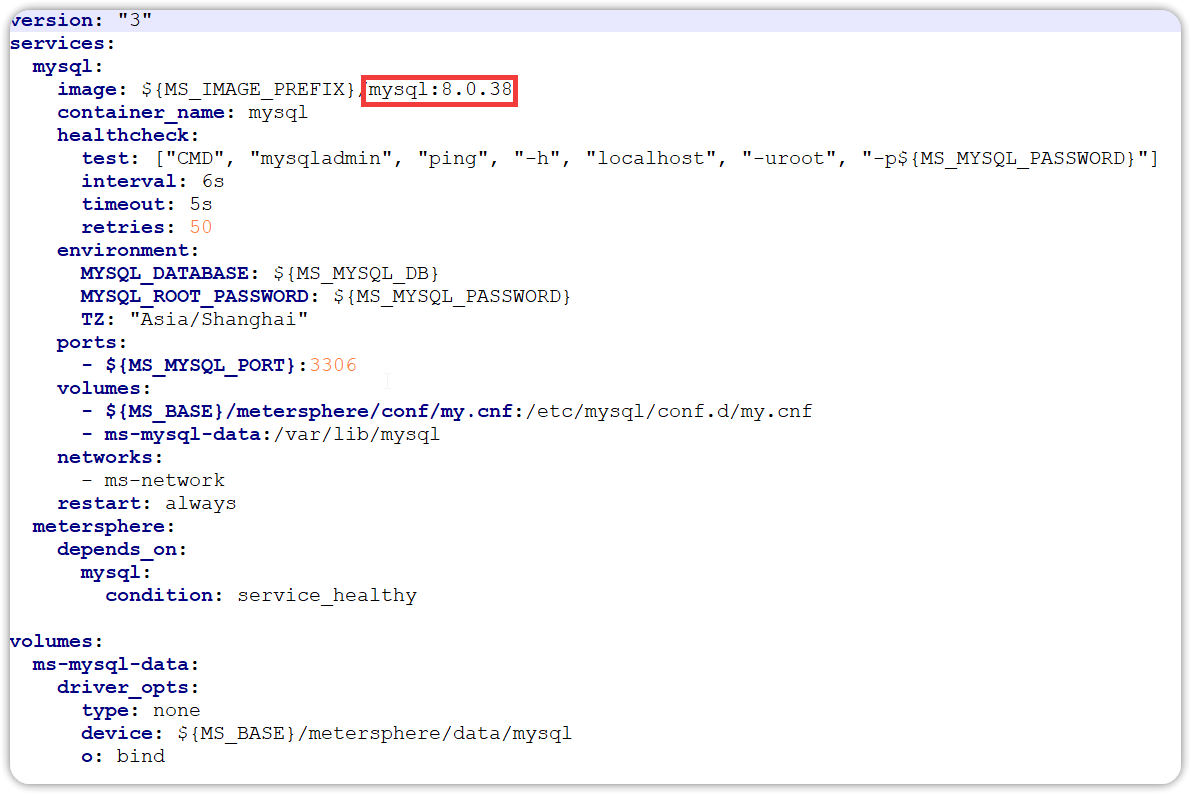 version: "3"
services:
  mysql:
    image: ${MS_IMAGE_PREFIX}/mysql:8.0.38
    container_name: mysql
    healthcheck:
      test: ["CMD", "mysqladmin", "ping", "-h", "localhost", "-uroot", "-p${MS_MYSQL_PASSWORD}"]
      interval: 6s
      timeout: 5s
      retries: 50
    environment:
      MYSQL_DATABASE: ${MS_MYSQL_DB}
      MYSQL_ROOT_PASSWORD: ${MS_MYSQL_PASSWORD}
      TZ: "Asia/Shanghai"
    ports:
      - ${MS_MYSQL_PORT}:3306
    volumes:
      - ${MS_BASE}/metersphere/conf/my.cnf:/etc/mysql/conf.d/my.cnf
      - ms-mysql-data:/var/lib/mysql
    networks:
      - ms-network
    restart: always
  metersphere:
    depends_on:
      mysql:
        condition: service_healthy

volumes:
  ms-mysql-data:
    driver_opts:
      type: none
      device: ${MS_BASE}/metersphere/data/mysql
      o: bind